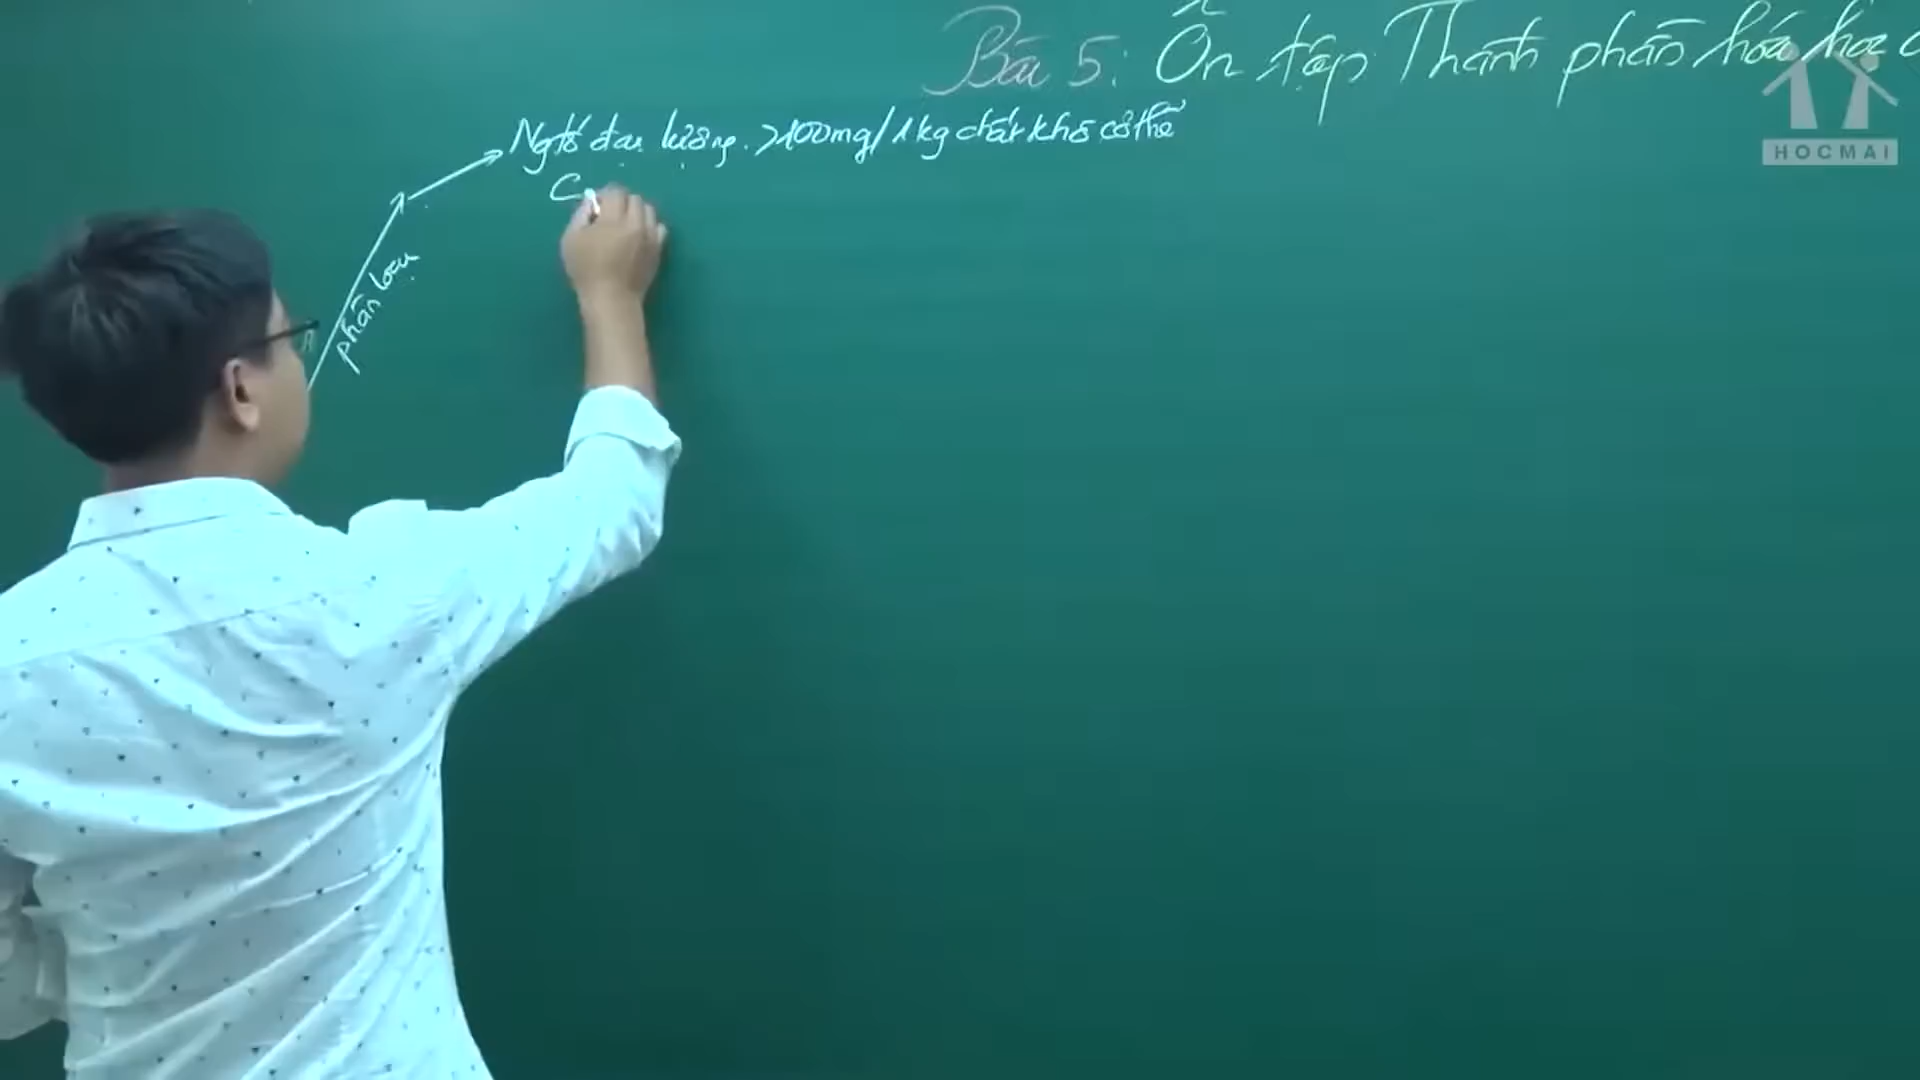 Bài 5: Ôn tập Thành phần hóa học
HOCMAI
Ngtố đại lượng. >100mg/1kg chất khô cơ thể
C
phân loại